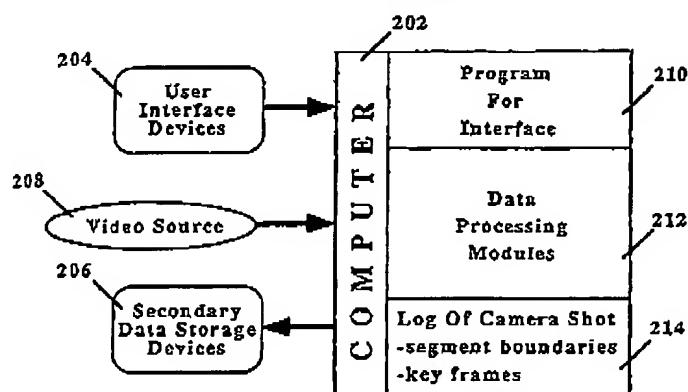 202
204
User
Interface
Devices
Program
For
Interface
210
208
Video Source
COMPUTER
Data
Processing
Modules
212
206
Secondary
Data Storage
Devices
Log Of Camera Shot
-segment boundaries
-key frames
214